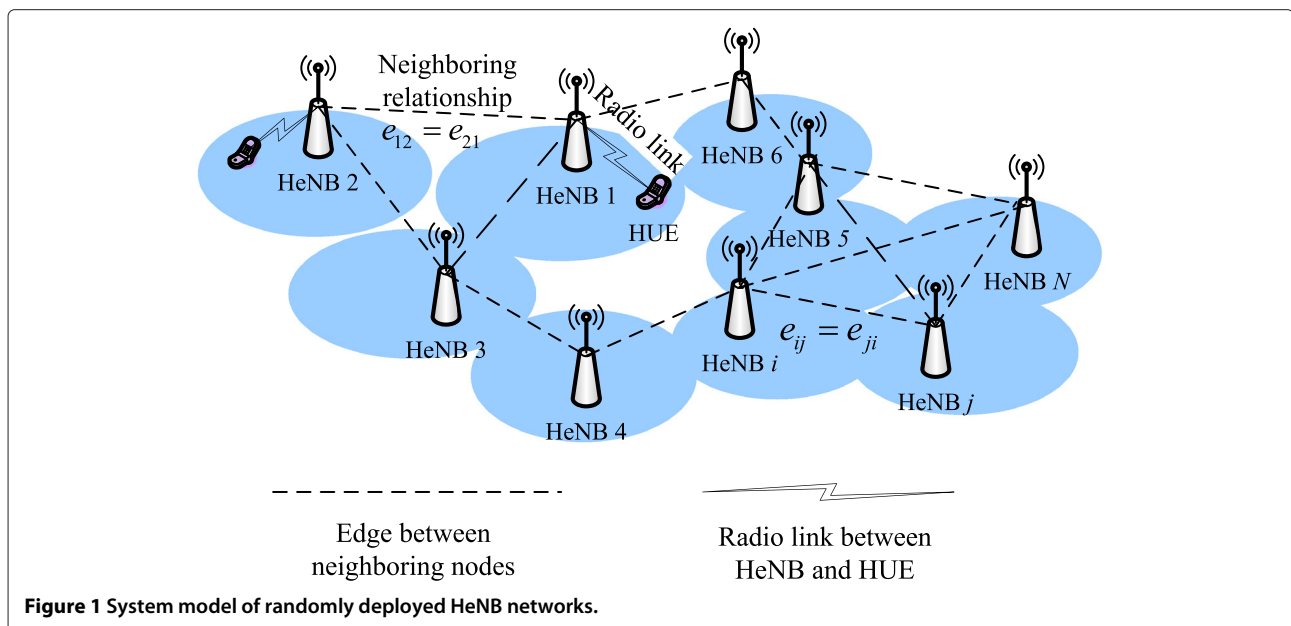 Neighboring
relationship
e₁₂ = e₂₁
Radio link
HeNB 2
HeNB 1
HUE
HeNB 6
HeNB 5
HeNB N
HeNB 3
HeNB i
e_ij = e_ji
HeNB j
HeNB 4
Edge between
neighboring nodes
Radio link between
HeNB and HUE
Figure 1 System model of randomly deployed HeNB networks.